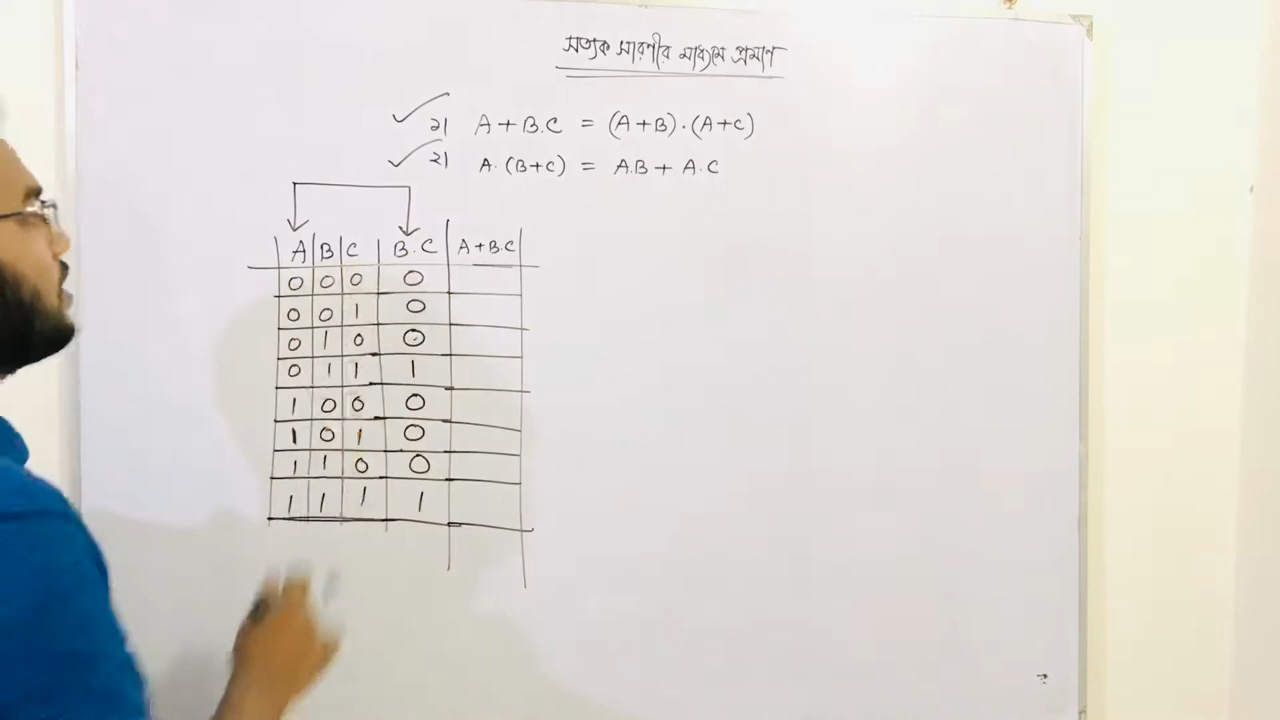 সত্যক সারণীর মাধ্যমে প্রমাণ
২। A + B.C = (A+B).(A+C)
২। A.(B+C) = A.B + A.C
A B C B.C A+B.C
0 0 0 0
0 0 1 0
0 1 0 0
0 1 1 1
1 0 0 0
1 0 1 0
1 1 0 0
1 1 1 1